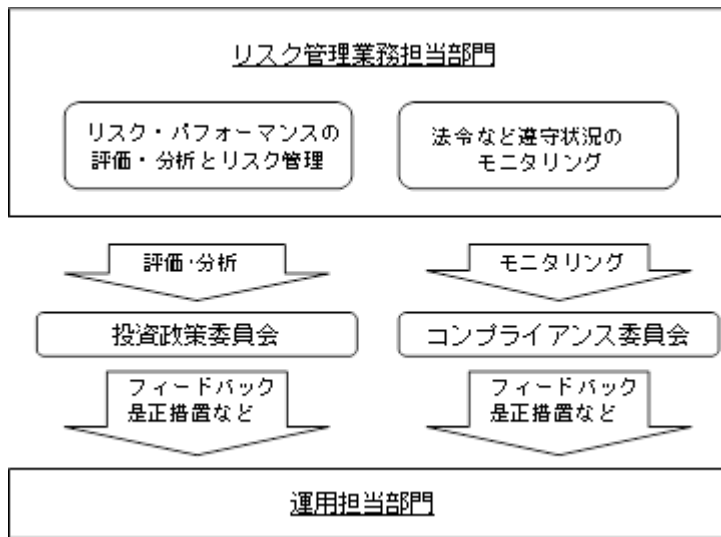 リスク管理業務担当部門
リスク・パフォーマンスの
評価・分析とリスク管理
法令など遵守状況の
モニタリング
評価・分析
モニタリング
投資政策委員会
コンプライアンス委員会
フィードバック
是正措置など
フィードバック
是正措置など
運用担当部門